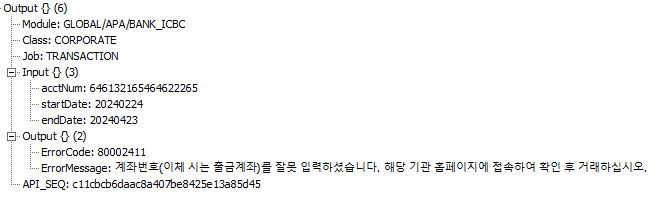 Output {} (6)
Module: GLOBAL/APA/BANK_ICBC
Class: CORPORATE
Job: TRANSACTION
Input {} (3)
acctNum: 646132165464622265
startDate: 20240224
endDate: 20240423
Output {} (2)
ErrorCode: 80002411
ErrorMessage: 계좌번호(이체 시는 출금계좌)를 잘못 입력하셨습니다. 해당 기관 홈페이지에 접속하여 확인 후 거래하십시오.
API_SEQ: c11cbcb6daac8a407be8425e13a85d45